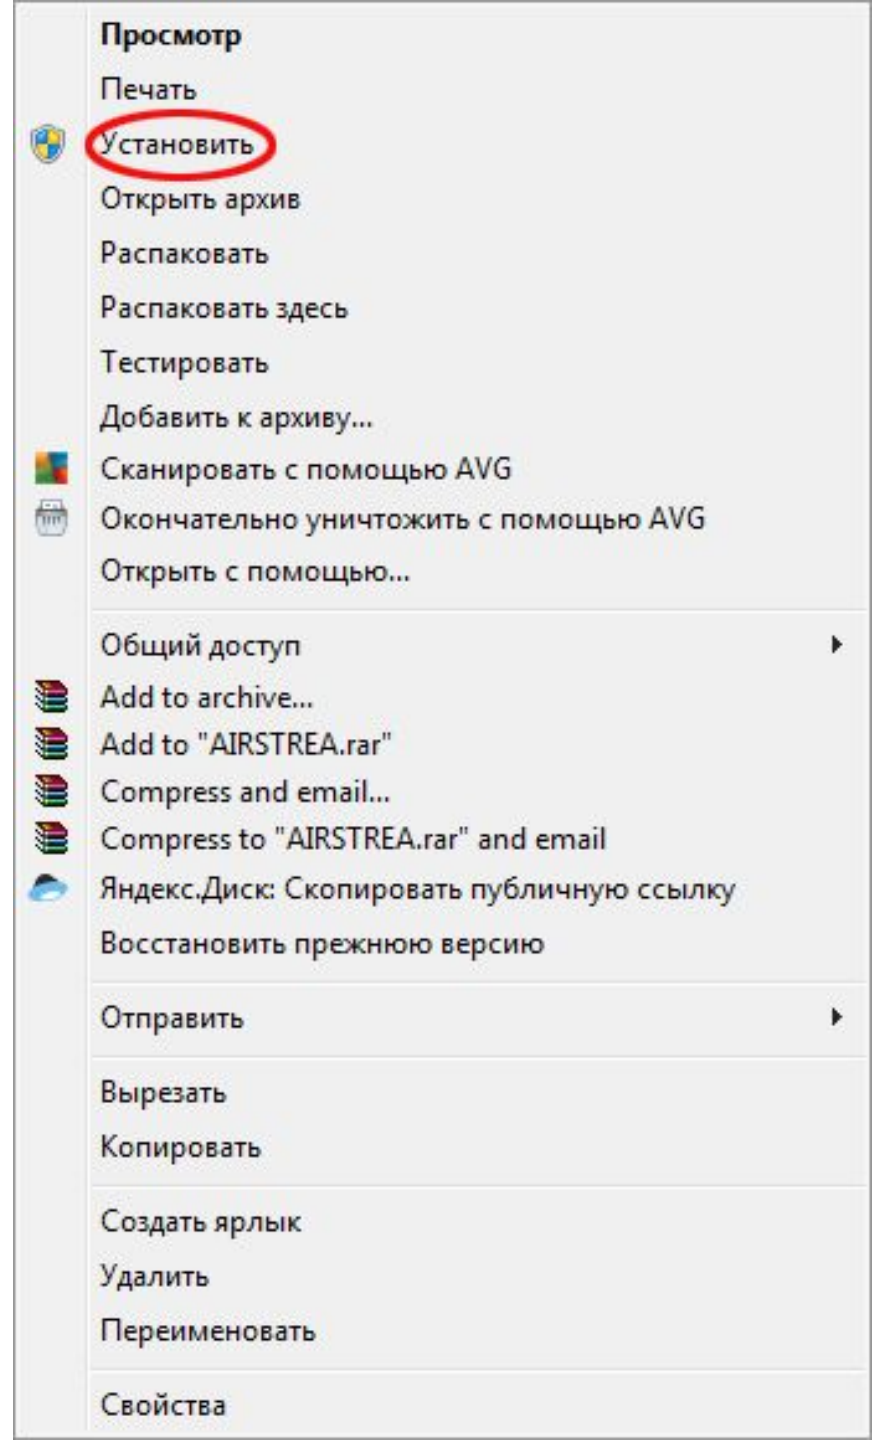 Просмотр
Печать
Установить
Открыть архив
Распаковать
Распаковать здесь
Тестировать
Добавить к архиву...
Сканировать с помощью AVG
Окончательно уничтожить с помощью AVG
Открыть с помощью...
Общий доступ
Add to archive...
Add to "AIRSTREA.rar"
Compress and email...
Compress to "AIRSTREA.rar" and email
Яндекс.Диск: Скопировать публичную ссылку
Восстановить прежнюю версию
Отправить
Вырезать
Копировать
Создать ярлык
Удалить
Переименовать
Свойства